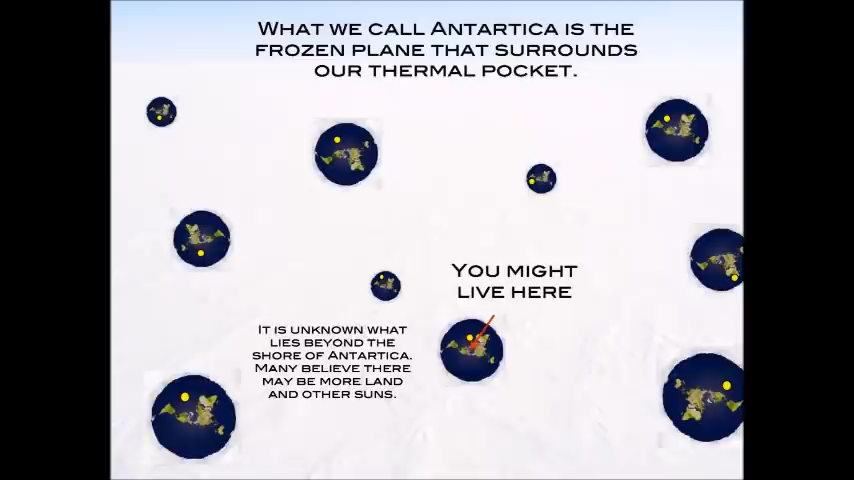 What we call Antartica is the
frozen plane that surrounds
our thermal pocket.
You might
live here
It is unknown what
lies beyond the
shore of Antartica.
Many believe there
may be more land
and other suns.